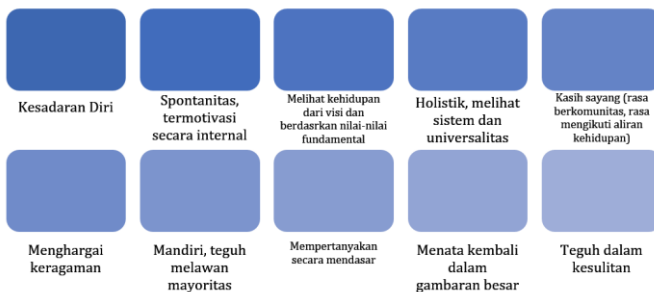 Kesadaran Diri
Spontanitas,
termotivasi
secara internal
Melihat kehidupan
dari visi dan
berdasrkan nilai-nilai
fundamental
Holistik, melihat
sistem dan
universalitas
Kasih sayang (rasa
berkomunitas, rasa
mengikuti aliran
kehidupan)
Menghargai
keragaman
Mandiri, teguh
melawan
mayoritas
Mempertanyakan
secara mendasar
Menata kembali
dalam
gambaran besar
Teguh dalam
kesulitan